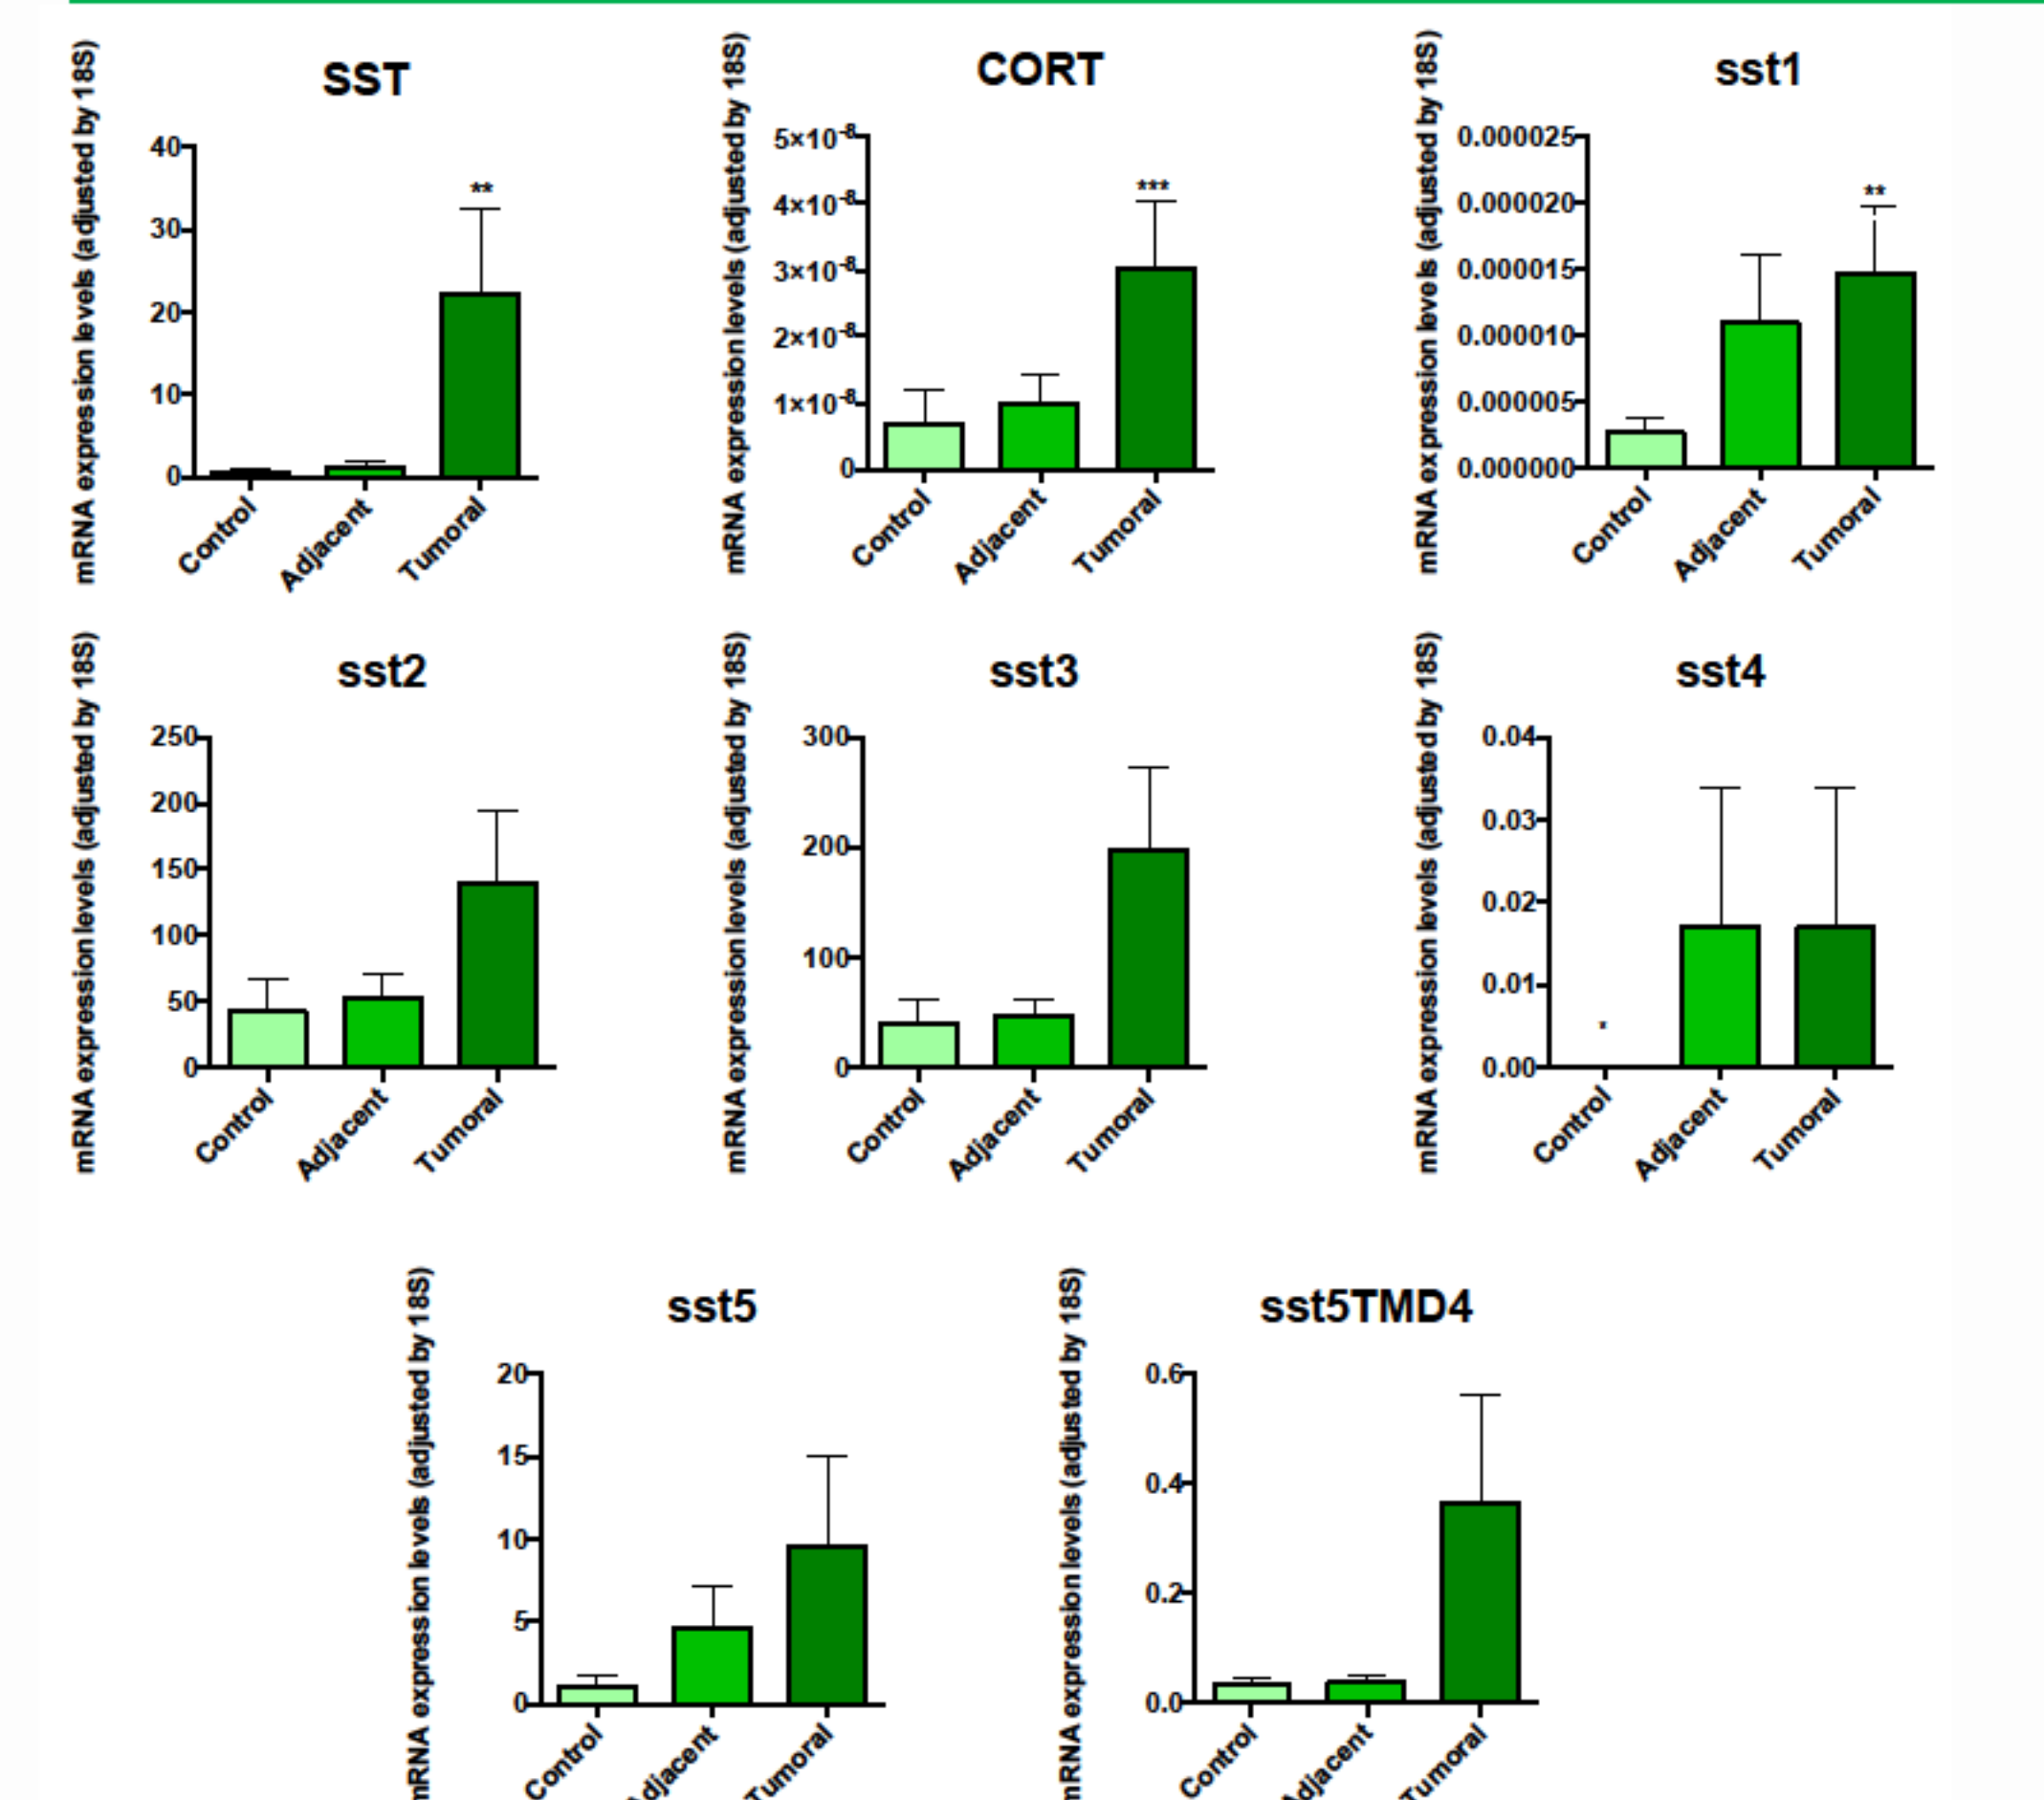 SST
mRNA expression levels (adjusted by 18S)
40
30
20
10
0
**
Control
Adjacent
Tumoral
CORT
mRNA expression levels (adjusted by 18S)
5×10⁻⁸
4×10⁻⁸
3×10⁻⁸
2×10⁻⁸
1×10⁻⁸
0
***
Control
Adjacent
Tumoral
sst1
mRNA expression levels (adjusted by 18S)
0.000025
0.000020
0.000015
0.000010
0.000005
0.000000
**
Control
Adjacent
Tumoral
sst2
mRNA expression levels (adjusted by 18S)
250
200
150
100
50
0
Control
Adjacent
Tumoral
sst3
mRNA expression levels (adjusted by 18S)
300
200
100
0
Control
Adjacent
Tumoral
sst4
mRNA expression levels (adjusted by 18S)
0.04
0.03
0.02
0.01
0.00
*
Control
Adjacent
Tumoral
sst5
mRNA expression levels (adjusted by 18S)
20
15
10
5
0
Control
Adjacent
Tumoral
sst5TMD4
mRNA expression levels (adjusted by 18S)
0.6
0.4
0.2
0.0
Control
Adjacent
Tumoral